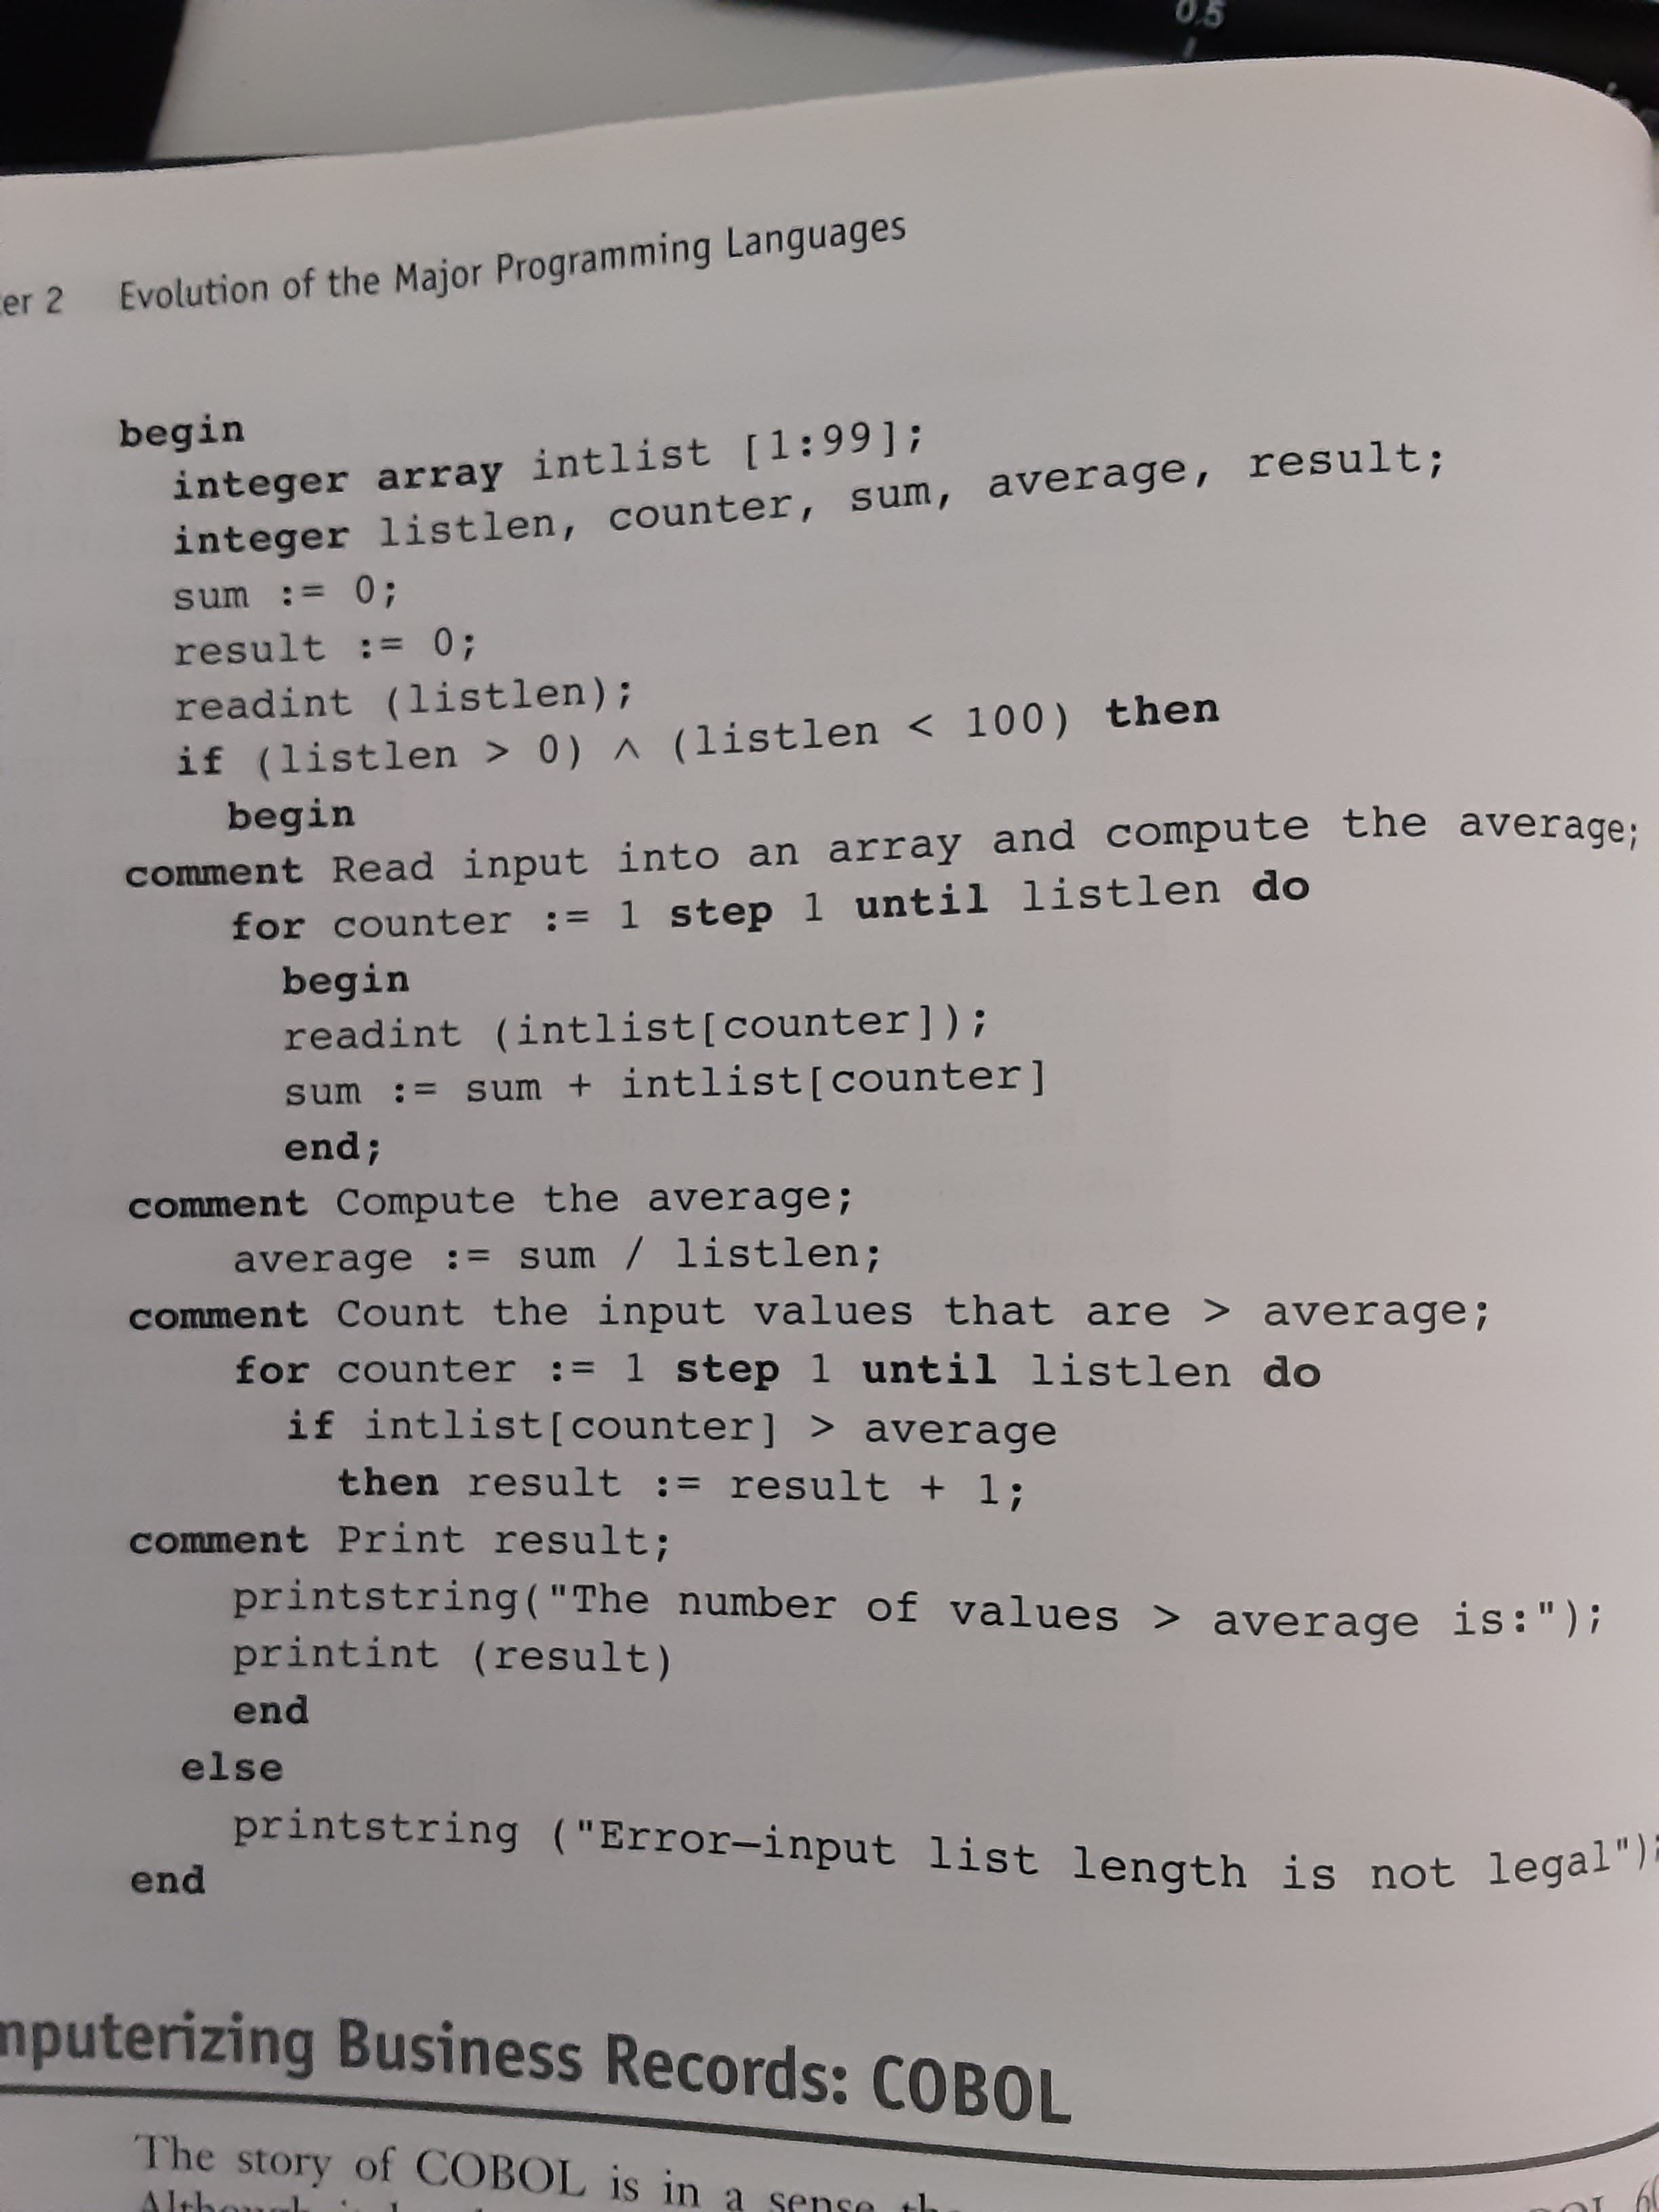 0.5
er 2 Evolution of the Major Programming Languages
begin
integer array intlist [1:99];
integer listlen, counter, sum, average, result;
sum := 0;
result := 0;
readint (listlen);
if (listlen > 0) ∧ (listlen < 100) then
begin
comment Read input into an array and compute the average;
for counter := 1 step 1 until listlen do
begin
readint (intlist[counter]);
sum := sum + intlist[counter]
end;
comment Compute the average;
average := sum / listlen;
comment Count the input values that are > average;
for counter := 1 step 1 until listlen do
if intlist[counter] > average
then result := result + 1;
comment Print result;
printstring("The number of values > average is:");
printint (result)
end
else
printstring ("Error—input list length is not legal");
end
mputerizing Business Records: COBOL
The story of COBOL is in a sense